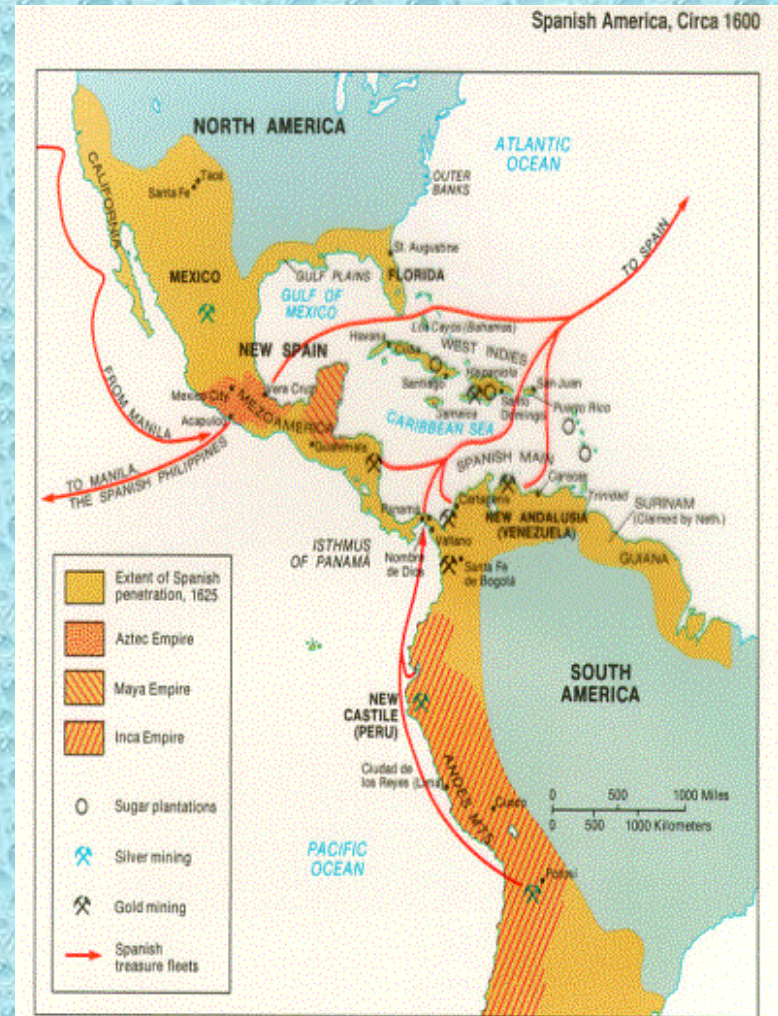 Spanish America, Circa 1600
NORTH AMERICA
ATLANTIC
OCEAN
CALIFORNIA
Taos
Santa Fe
OUTER
BANKS
St. Augustine
GULF PLAINS
FLORIDA
MEXICO
GULF OF
MEXICO
TO SPAIN
Los Cayos (Bahamas)
NEW SPAIN
Havana
Cuba
WEST INDIES
Hispaniola
Mexico City
Vera Cruz
Santiago
San Juan
MEZOAMERICA
Jamaica
Santo
Domingo
Puerto Rico
FROM MANILA
Acapulco
CARIBBEAN SEA
Guatemala
TO MANILA,
THE SPANISH PHILIPPINES
SPANISH MAIN
Cartagena
Caracas
Trinidad
Panama
NEW ANDALUSIA
(VENEZUELA)
SURINAM
(Claimed by Neth.)
ISTHMUS
OF PANAMÁ
Vallano
Nombre
de Dios
Santa Fe
de Bogotá
GUIANA
Extent of Spanish
penetration, 1625
Aztec Empire
Maya Empire
Inca Empire
Sugar plantations
Silver mining
Gold mining
Spanish
treasure fleets
SOUTH
AMERICA
NEW
CASTILE
(PERU)
Ciudad de
los Reyes (Lima)
ANDES MTS.
Cuzco
0 500 1000 Miles
0 500 1000 Kilometers
PACIFIC
OCEAN
Potosí